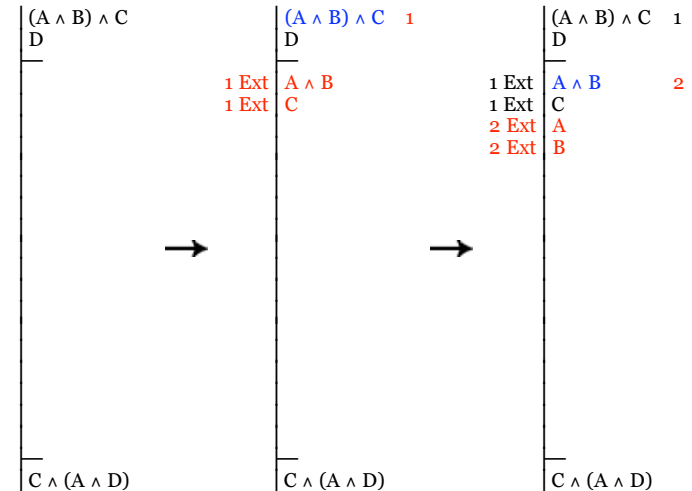 (A ∧ B) ∧ C
D
C ∧ (A ∧ D)
→
(A ∧ B) ∧ C 1
D
1 Ext A ∧ B
1 Ext C
C ∧ (A ∧ D)
→
(A ∧ B) ∧ C 1
D
1 Ext A ∧ B 2
1 Ext C
2 Ext A
2 Ext B
C ∧ (A ∧ D)